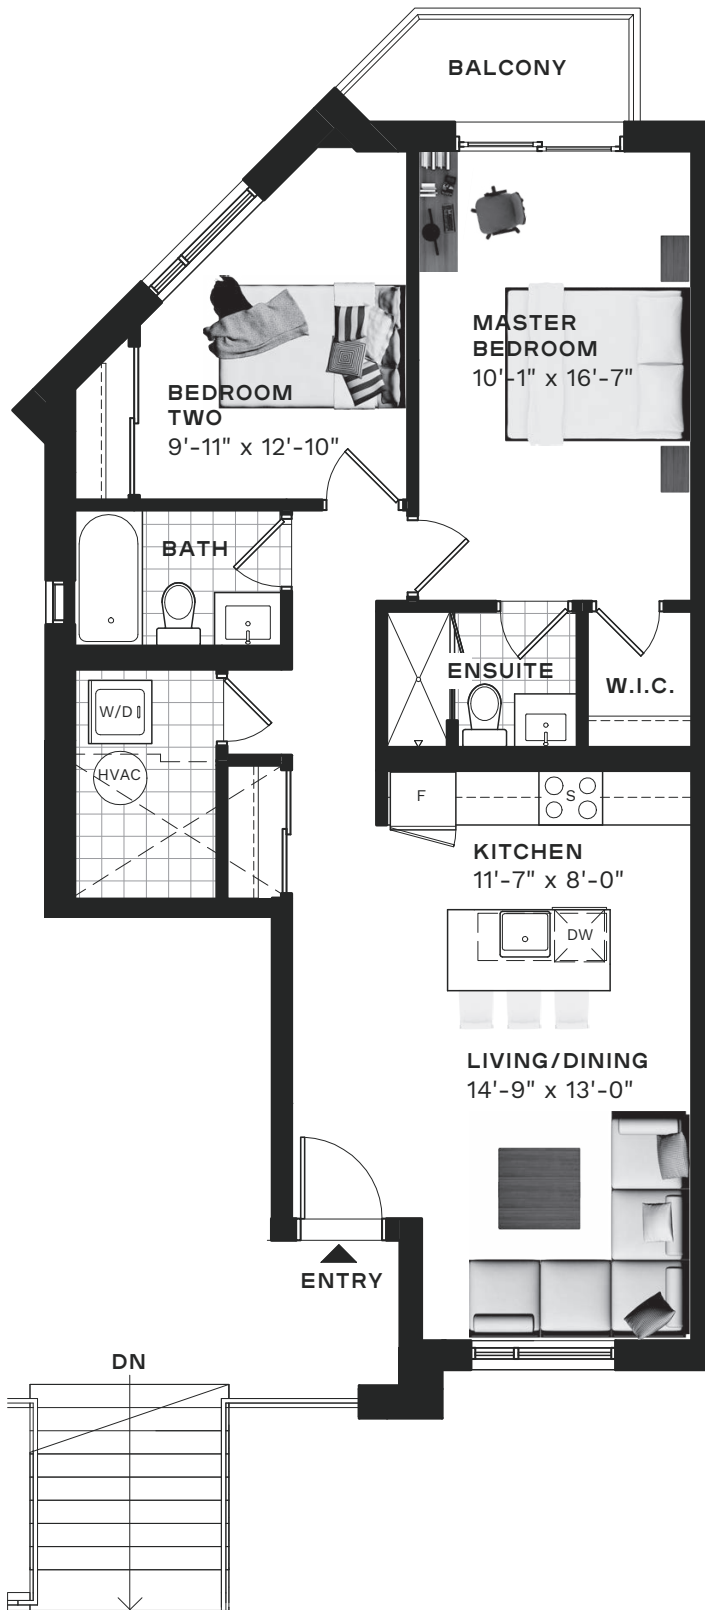 BALCONY
MASTER
BEDROOM
10'-1" x 16'-7"
BEDROOM
TWO
9'-11" x 12'-10"
BATH
ENSUITE
W.I.C.
W/D
HVAC
F
S
KITCHEN
11'-7" x 8'-0"
DW
LIVING/DINING
14'-9" x 13'-0"
ENTRY
DN